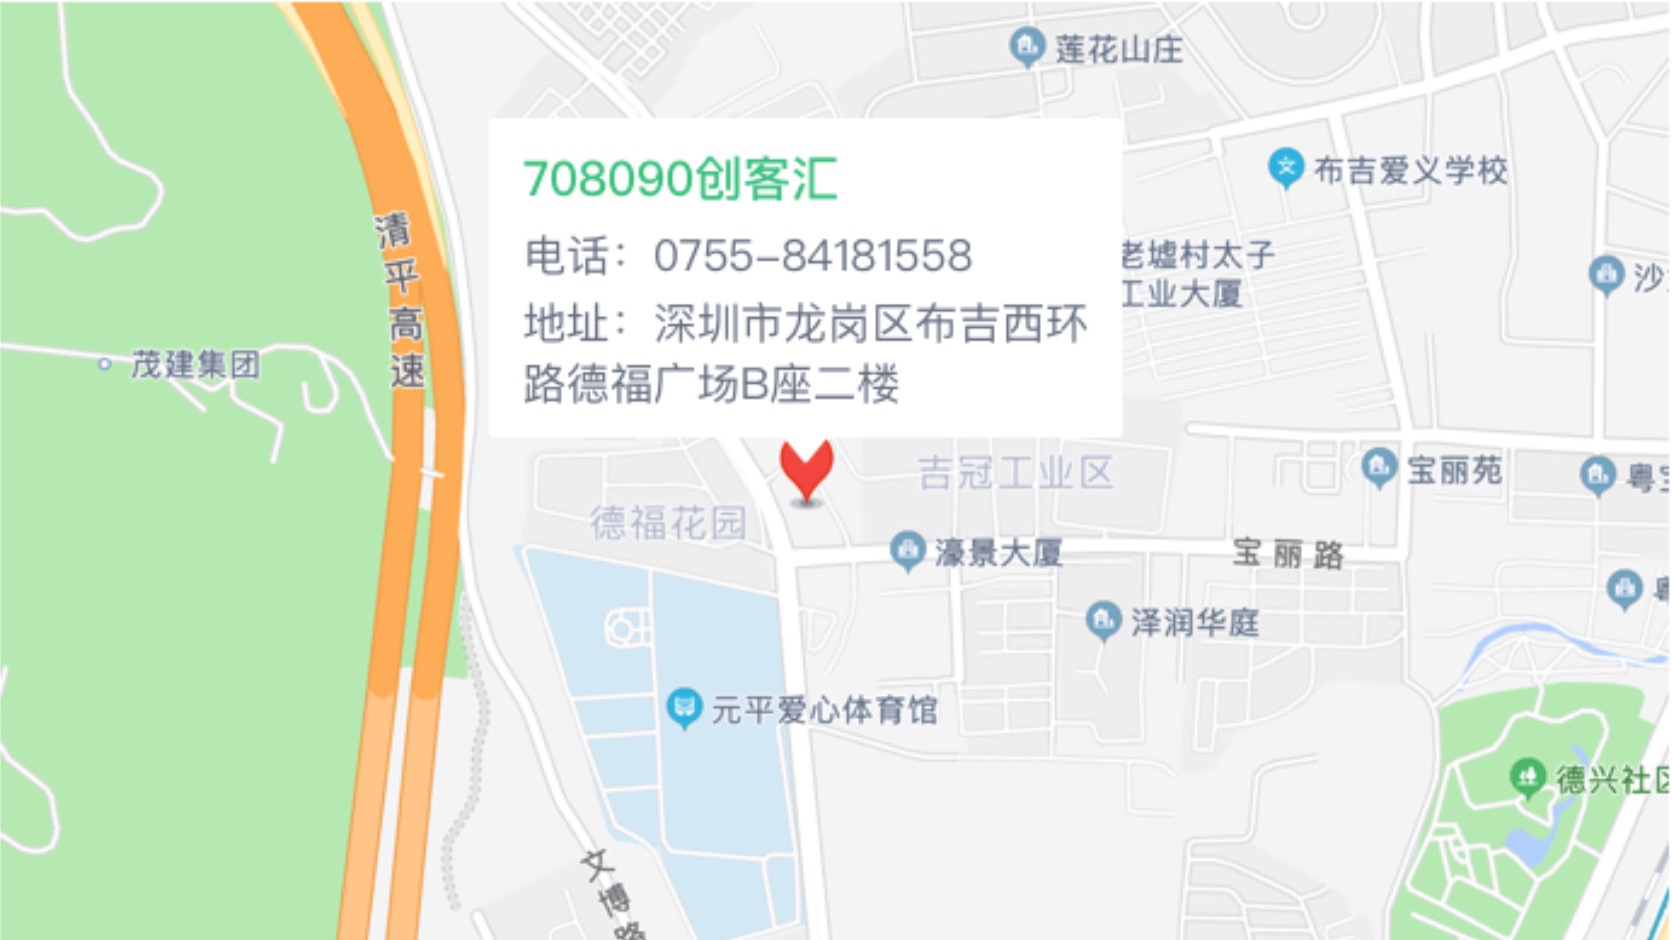 莲花山庄
708090创客汇
布吉爱义学校
电话：0755-84181558
清平高速
老墟村太子
工业大厦
沙
地址：深圳市龙岗区布吉西环
路德福广场B座二楼
茂建集团
吉冠工业区
宝丽苑
粤宝
德福花园
濠景大厦
宝丽路
泽润华庭
元平爱心体育馆
德兴社区
文博路